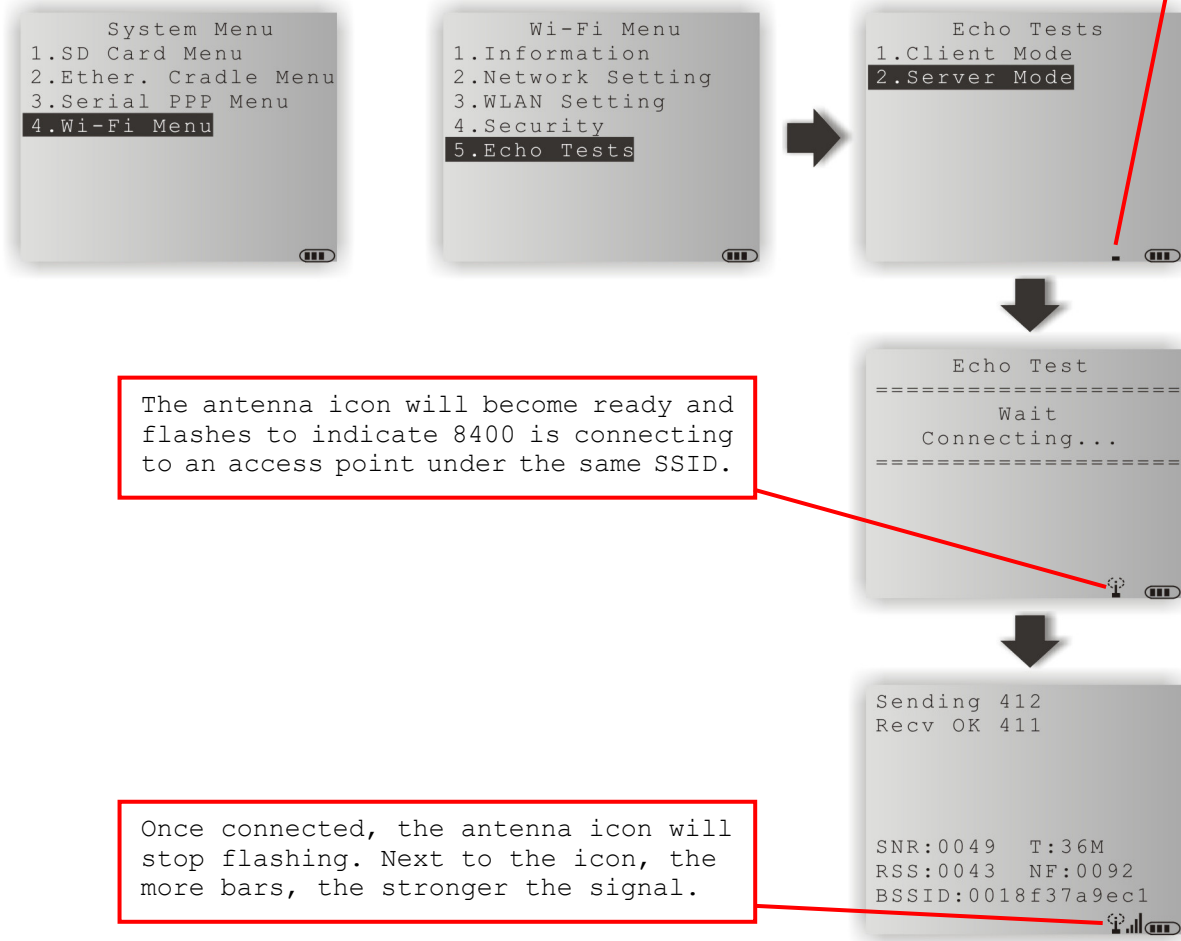 System Menu
1.SD Card Menu
2.Ether. Cradle Menu
3.Serial PPP Menu
4.Wi-Fi Menu
Wi-Fi Menu
1.Information
2.Network Setting
3.WLAN Setting
4.Security
5.Echo Tests
Echo Tests
1.Client Mode
2.Server Mode
Echo Test
====================
Wait
Connecting...
====================
The antenna icon will become ready and
flashes to indicate 8400 is connecting
to an access point under the same SSID.
Sending 412
Recv OK 411
SNR:0049 T:36M
RSS:0043 NF:0092
BSSID:0018f37a9ec1
Once connected, the antenna icon will
stop flashing. Next to the icon, the
more bars, the stronger the signal.